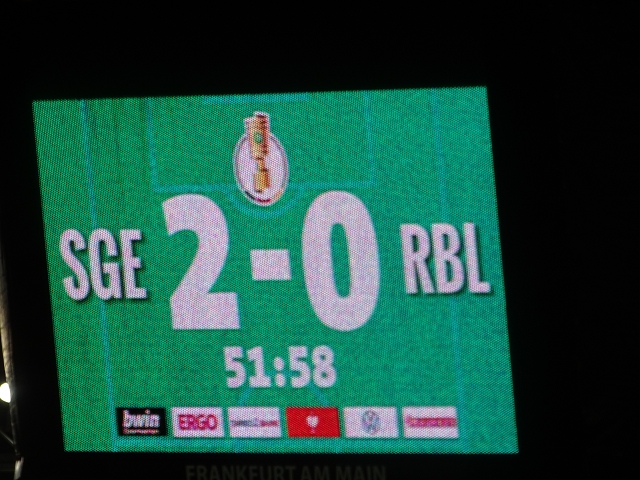 SGE 2-0 RBL
51:58
bwin ERGO
FRANKFURT AM MAIN